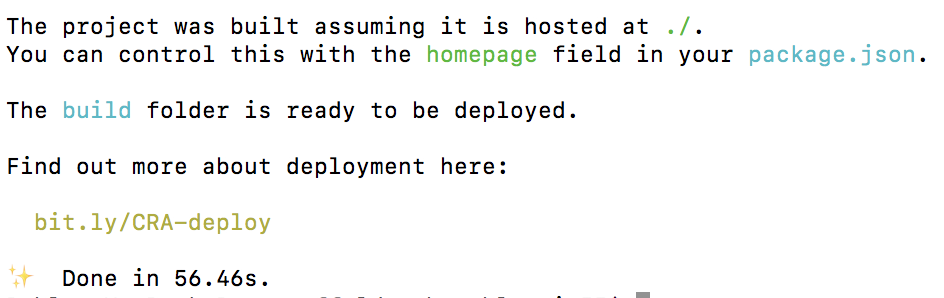 The project was built assuming it is hosted at ./.
You can control this with the homepage field in your package.json.
The build folder is ready to be deployed.
Find out more about deployment here:
bit.ly/CRA-deploy
✨ Done in 56.46s.